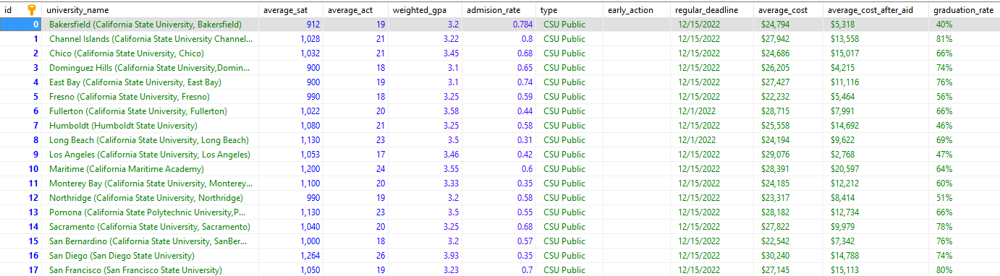 id university_name average_sat average_act weighted_gpa admision_rate type early_action regular_deadline average_cost average_cost_after_aid graduation_rate
0 Bakersfield (California State University, Bakersfield) 912 19 3.2 0.784 CSU Public 12/15/2022 $24,794 $5,318 40%
1 Channel Islands (California State University Channel... 1,028 21 3.22 0.8 CSU Public 12/15/2022 $27,942 $13,558 81%
2 Chico (California State University, Chico) 1,032 21 3.45 0.68 CSU Public 12/15/2022 $24,686 $15,017 66%
3 Dominguez Hills (California State University,Domin... 900 18 3.1 0.65 CSU Public 12/15/2022 $26,205 $4,215 74%
4 East Bay (California State University, East Bay) 900 19 3.1 0.74 CSU Public 12/15/2022 $27,427 $11,116 76%
5 Fresno (California State University, Fresno) 990 18 3.25 0.59 CSU Public 12/15/2022 $22,232 $5,464 56%
6 Fullerton (California State University, Fullerton) 1,022 20 3.58 0.44 CSU Public 12/1/2022 $28,715 $7,991 66%
7 Humboldt (Humboldt State University) 1,080 21 3.25 0.58 CSU Public 12/15/2022 $25,558 $14,692 46%
8 Long Beach (California State University, Long Beach) 1,130 23 3.5 0.31 CSU Public 12/1/2022 $24,194 $9,622 69%
9 Los Angeles (California State University, Los Angeles) 1,053 17 3.46 0.42 CSU Public 12/15/2022 $29,076 $2,768 47%
10 Maritime (California Maritime Academy) 1,200 24 3.55 0.6 CSU Public 12/15/2022 $28,391 $20,597 64%
11 Monterey Bay (California State University, Monterey... 1,100 20 3.33 0.35 CSU Public 12/15/2022 $24,185 $12,212 60%
12 Northridge (California State University, Northridge) 990 19 3.2 0.58 CSU Public 12/15/2022 $23,317 $8,414 51%
13 Pomona (California State Polytechnic University,P... 1,130 23 3.5 0.55 CSU Public 12/15/2022 $28,182 $12,734 66%
14 Sacramento (California State University, Sacramento) 1,040 20 3.25 0.68 CSU Public 12/15/2022 $27,822 $9,979 78%
15 San Bernardino (California State University, SanBer... 1,000 18 3.2 0.57 CSU Public 12/15/2022 $22,542 $7,342 76%
16 San Diego (San Diego State University) 1,264 26 3.93 0.35 CSU Public 12/15/2022 $30,240 $14,788 74%
17 San Francisco (San Francisco State University) 1,050 19 3.23 0.7 CSU Public 12/15/2022 $27,145 $15,113 80%